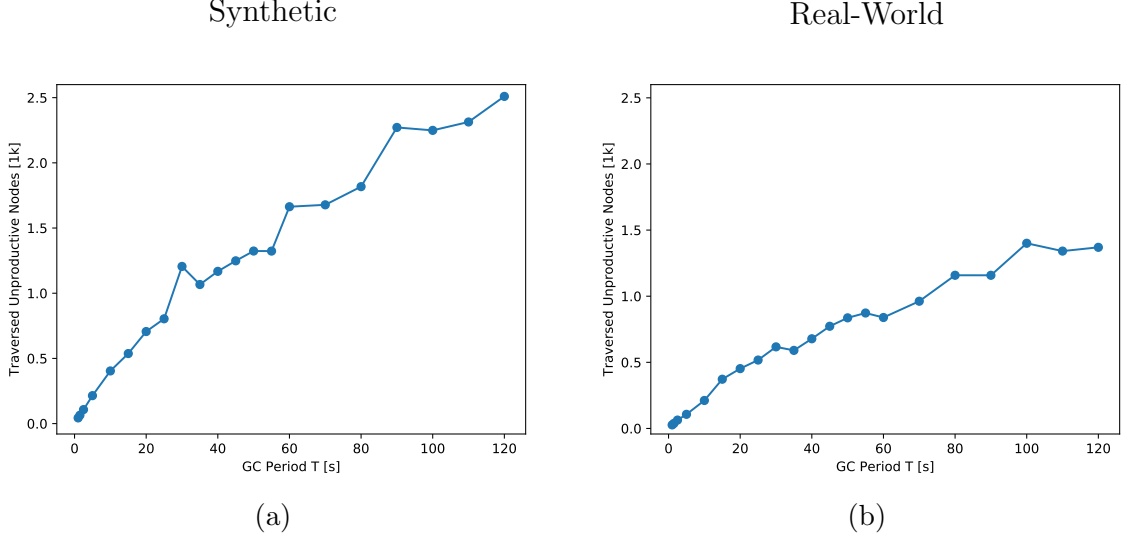 Synthetic
Real-World
Traversed Unproductive Nodes [1k]
2.5
2.0
1.5
1.0
0.5
0.0
0 20 40 60 80 100 120
GC Period T [s]
(a)
Traversed Unproductive Nodes [1k]
2.5
2.0
1.5
1.0
0.5
0.0
0 20 40 60 80 100 120
GC Period T [s]
(b)